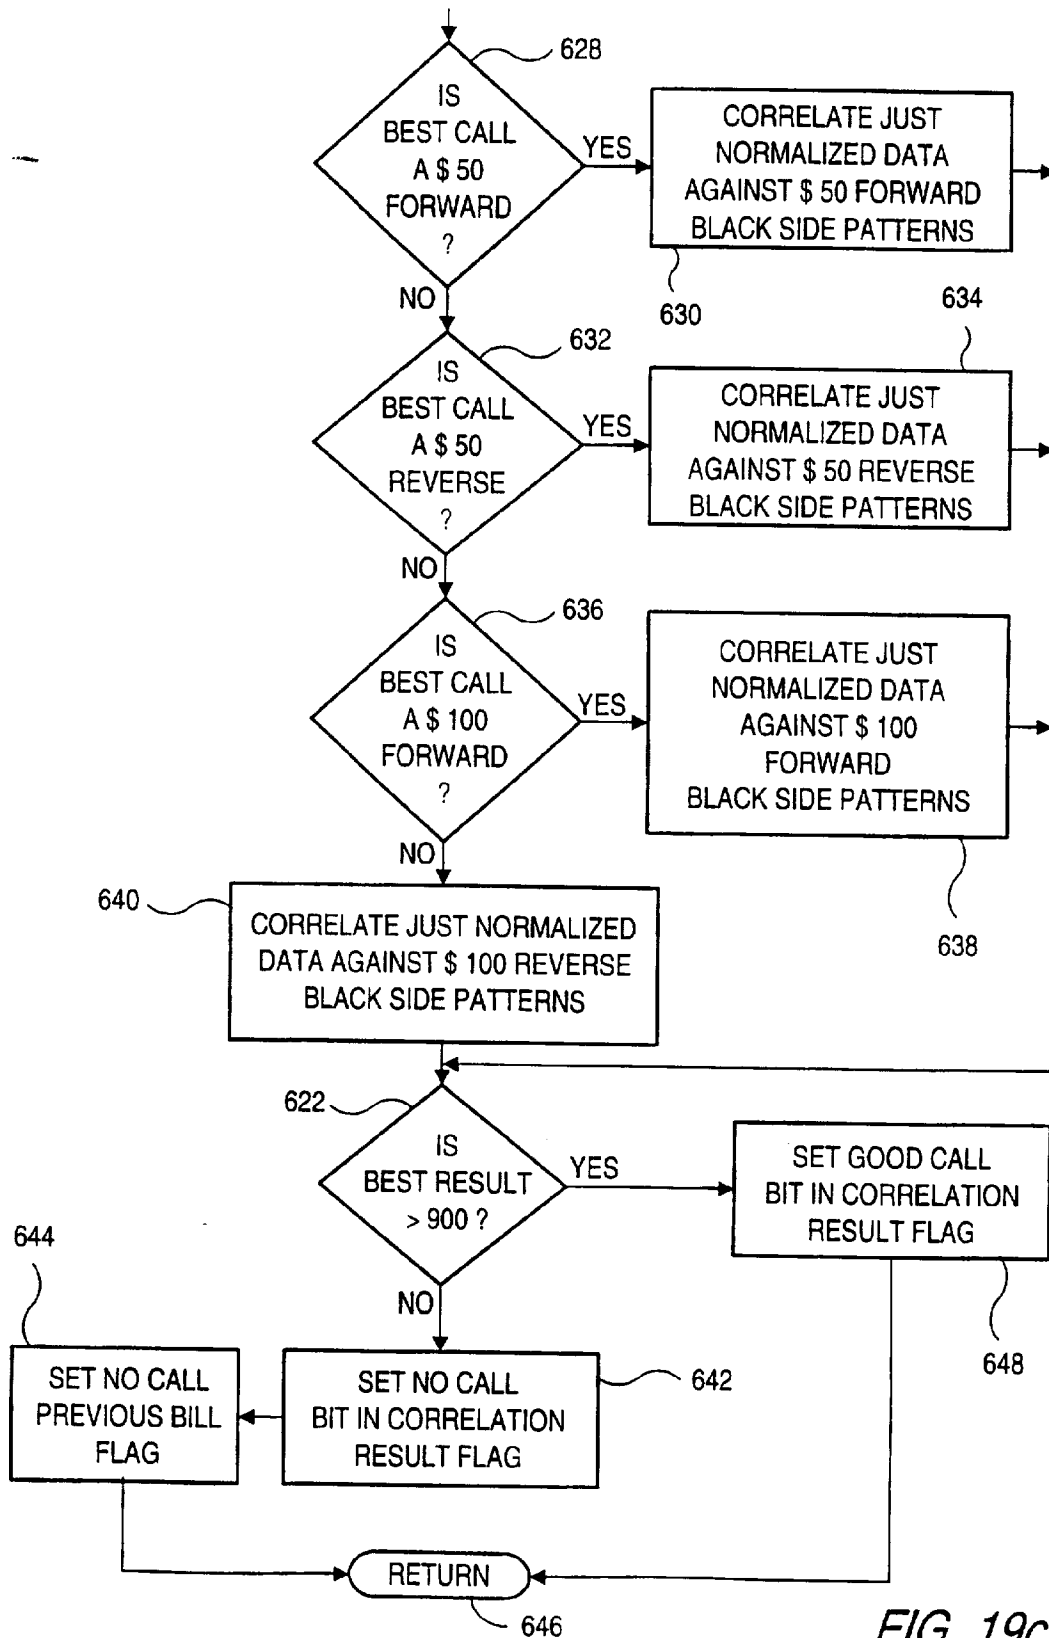 628
IS
BEST CALL
A $ 50
FORWARD
?
YES
CORRELATE JUST
NORMALIZED DATA
AGAINST $ 50 FORWARD
BLACK SIDE PATTERNS
630
NO
632
634
IS
BEST CALL
A $ 50
REVERSE
?
YES
CORRELATE JUST
NORMALIZED DATA
AGAINST $ 50 REVERSE
BLACK SIDE PATTERNS
NO
636
IS
BEST CALL
A $ 100
FORWARD
?
YES
CORRELATE JUST
NORMALIZED DATA
AGAINST $ 100
FORWARD
BLACK SIDE PATTERNS
638
NO
640
CORRELATE JUST NORMALIZED
DATA AGAINST $ 100 REVERSE
BLACK SIDE PATTERNS
622
IS
BEST RESULT
> 900 ?
YES
SET GOOD CALL
BIT IN CORRELATION
RESULT FLAG
648
NO
644
SET NO CALL
PREVIOUS BILL
FLAG
SET NO CALL
BIT IN CORRELATION
RESULT FLAG
642
RETURN
646
FIG. 19c